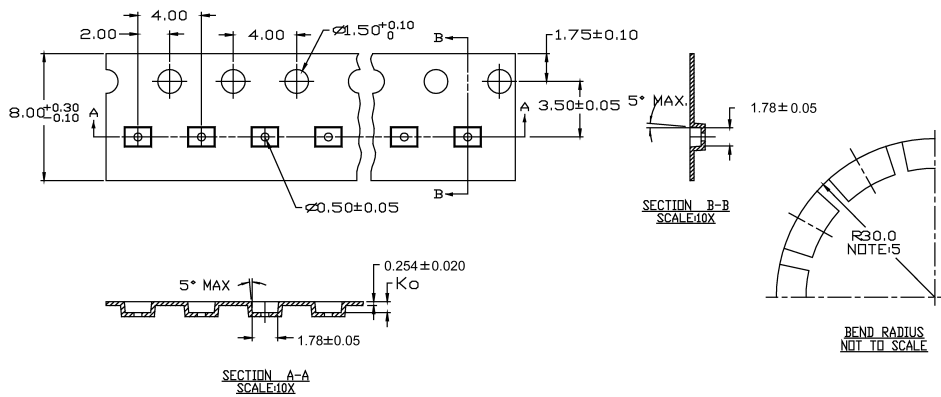 4.00
2.00
4.00
⌀1.50 +0.10 0
B
1.75±0.10
8.00 +0.30 -0.10
A
A
3.50±0.05
B
⌀0.50±0.05
5° MAX.
1.78±0.05
SECTION B-B
SCALE:10X
R30.0
NOTE:5
BEND RADIUS
NOT TO SCALE
5° MAX
0.254±0.020
Ko
1.78±0.05
SECTION A-A
SCALE:10X